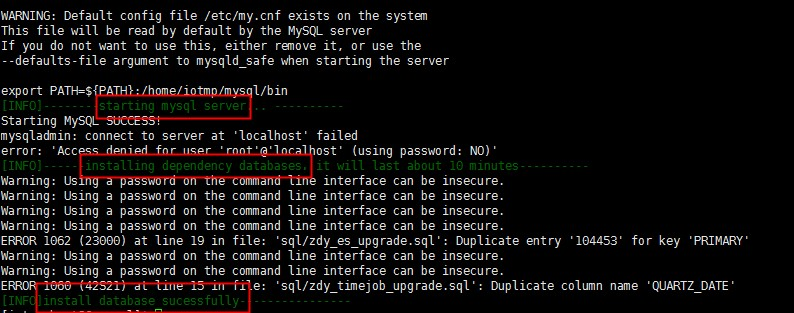 WARNING: Default config file /etc/my.cnf exists on the system
This file will be read by default by the MySQL server
If you do not want to use this, either remove it, or use the
--defaults-file argument to mysqld_safe when starting the server
export PATH=${PATH}:/home/iotmp/mysql/bin
[INFO]--------starting mysql server... ----------
Starting MySQL SUCCESS!
mysqladmin: connect to server at 'localhost' failed
error: 'Access denied for user 'root'@'localhost' (using password: NO)'
[INFO]------installing dependency databases, it will last about 10 minutes----------
Warning: Using a password on the command line interface can be insecure.
Warning: Using a password on the command line interface can be insecure.
Warning: Using a password on the command line interface can be insecure.
Warning: Using a password on the command line interface can be insecure.
ERROR 1062 (23000) at line 19 in file: 'sql/zdy_es_upgrade.sql': Duplicate entry '104453' for key 'PRIMARY'
Warning: Using a password on the command line interface can be insecure.
Warning: Using a password on the command line interface can be insecure.
ERROR 1060 (42S21) at line 15 in file: 'sql/zdy_timejob_upgrade.sql': Duplicate column name 'QUARTZ_DATE'
[INFO]install database sucessfully----------------